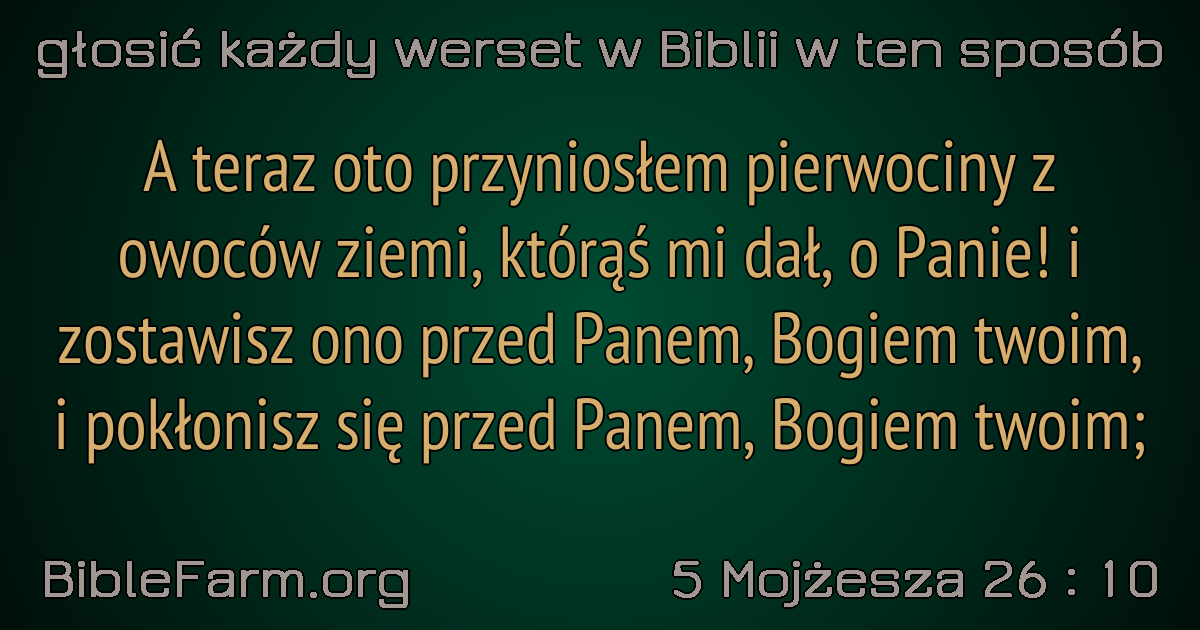 głosić każdy werset w Biblii w ten sposób
A teraz oto przyniosłem pierwociny z
owoców ziemi, którąś mi dał, o Panie! i
zostawisz ono przed Panem, Bogiem twoim,
i pokłonisz się przed Panem, Bogiem twoim;
BibleFarm.org
5 Mojżesza 26 : 10